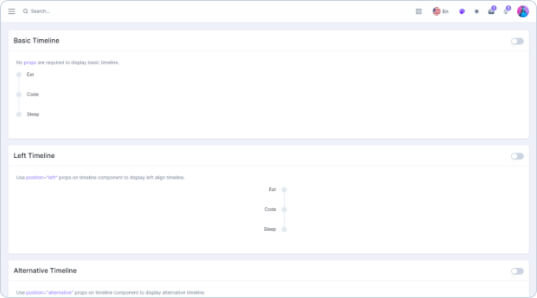 Search...
En
Basic Timeline
No props are required to display basic timeline.
Eat
Code
Sleep
Left Timeline
Use position="left" props on timeline component to display left align timeline.
Eat
Code
Sleep
Alternative Timeline
Use position="alternative" props on timeline component to display alternative timeline.